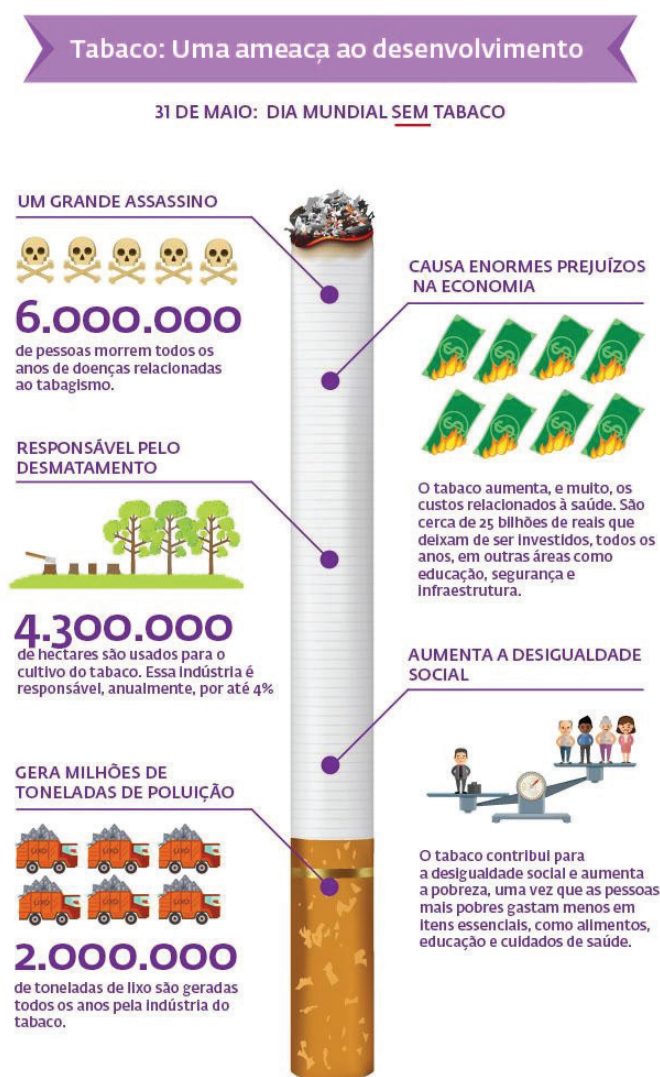 Tabaco: Uma ameaça ao desenvolvimento
31 DE MAIO: DIA MUNDIAL SEM TABACO
UM GRANDE ASSASSINO
6.000.000
de pessoas morrem todos os
anos de doenças relacionadas
ao tabagismo.
CAUSA ENORMES PREJUÍZOS
NA ECONOMIA
O tabaco aumenta, e muito, os
custos relacionados à saúde. São
cerca de 25 bilhões de reais que
deixam de ser investidos, todos os
anos, em outras áreas como
educação, segurança e
infraestrutura.
RESPONSÁVEL PELO
DESMATAMENTO
4.300.000
de hectares são usados para o
cultivo do tabaco. Essa indústria é
responsável, anualmente, por até 4%
AUMENTA A DESIGUALDADE
SOCIAL
O tabaco contribui para
a desigualdade social e aumenta
a pobreza, uma vez que as pessoas
mais pobres gastam menos em
itens essenciais, como alimentos,
educação e cuidados de saúde.
GERA MILHÕES DE
TONELADAS DE POLUIÇÃO
LIXO LIXO LIXO
LIXO LIXO LIXO
2.000.000
de toneladas de lixo são geradas
todos os anos pela indústria do
tabaco.